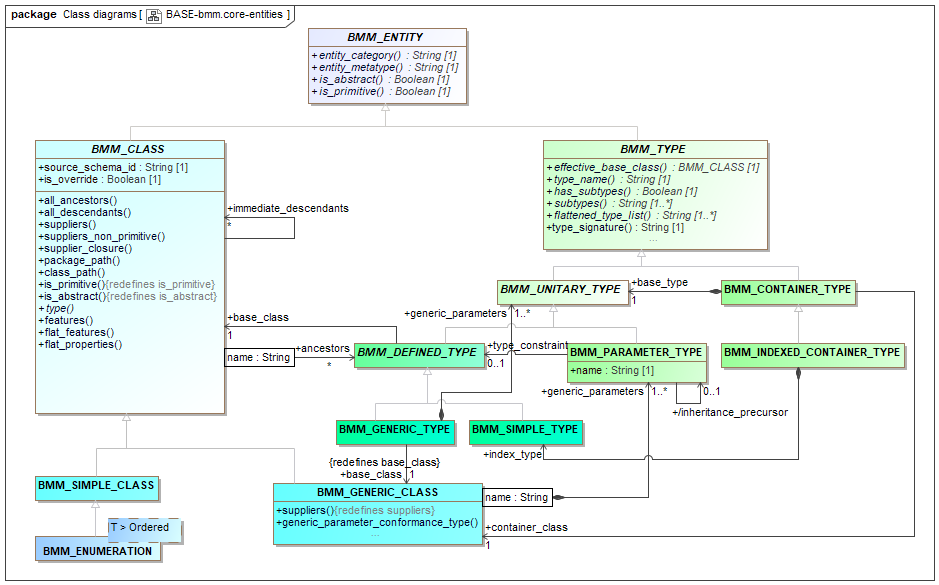 package Class diagrams [ BASE-bmm.core-entities ]
BMM_ENTITY
+entity_category() : String [1]
+entity_metatype() : String [1]
+is_abstract() : Boolean [1]
+is_primitive() : Boolean [1]
BMM_CLASS
+source_schema_id : String [1]
+is_override : Boolean [1]
+all_ancestors()
+all_descendants()
+suppliers()
+suppliers_non_primitive()
+supplier_closure()
+package_path()
+class_path()
+is_primitive(){redefines is_primitive}
+is_abstract(){redefines is_abstract}
+type()
+features()
+flat_features()
+flat_properties()
+immediate_descendants
*
BMM_TYPE
+effective_base_class() : BMM_CLASS [1]
+type_name() : String [1]
+has_subtypes() : Boolean [1]
+subtypes() : String [1..*]
+flattened_type_list() : String [1..*]
+type_signature() : String [1]
...
BMM_UNITARY_TYPE
+base_type
1
BMM_CONTAINER_TYPE
+generic_parameters
1..*
+base_class
1
name : String
+ancestors
*
BMM_DEFINED_TYPE
+type_constraint
0..1
BMM_PARAMETER_TYPE
+name : String [1]
BMM_INDEXED_CONTAINER_TYPE
+generic_parameters
1..*
0..1
+/inheritance_precursor
BMM_GENERIC_TYPE
BMM_SIMPLE_TYPE
+index_type
{redefines base_class}
+base_class
1
BMM_SIMPLE_CLASS
BMM_GENERIC_CLASS
+suppliers(){redefines suppliers}
+generic_parameter_conformance_type()
...
name : String
+container_class
1
T > Ordered
BMM_ENUMERATION